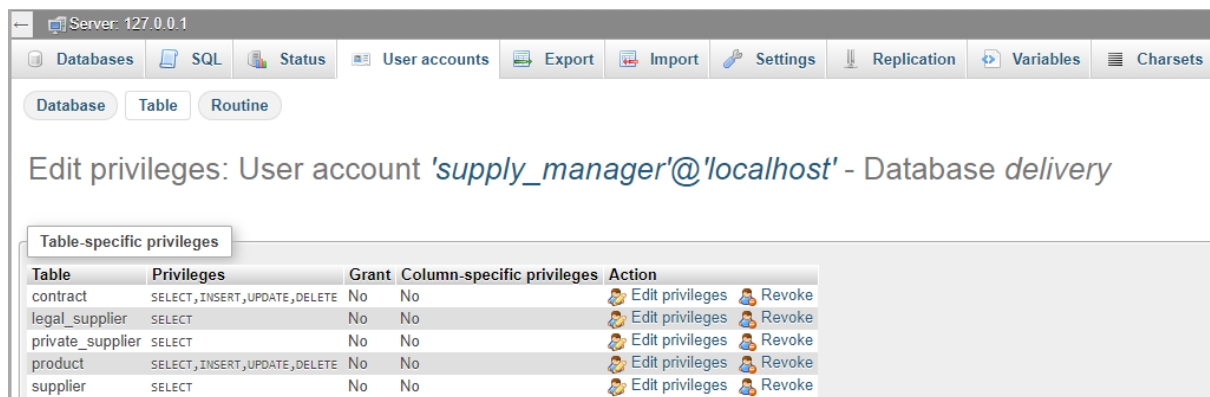 ← Server: 127.0.0.1
Databases SQL Status User accounts Export Import Settings Replication Variables Charsets
Database Table Routine
Edit privileges: User account 'supply_manager'@'localhost' - Database delivery
Table-specific privileges
Table Privileges Grant Column-specific privileges Action
contract SELECT,INSERT,UPDATE,DELETE No No Edit privileges Revoke
legal_supplier SELECT No No Edit privileges Revoke
private_supplier SELECT No No Edit privileges Revoke
product SELECT,INSERT,UPDATE,DELETE No No Edit privileges Revoke
supplier SELECT No No Edit privileges Revoke